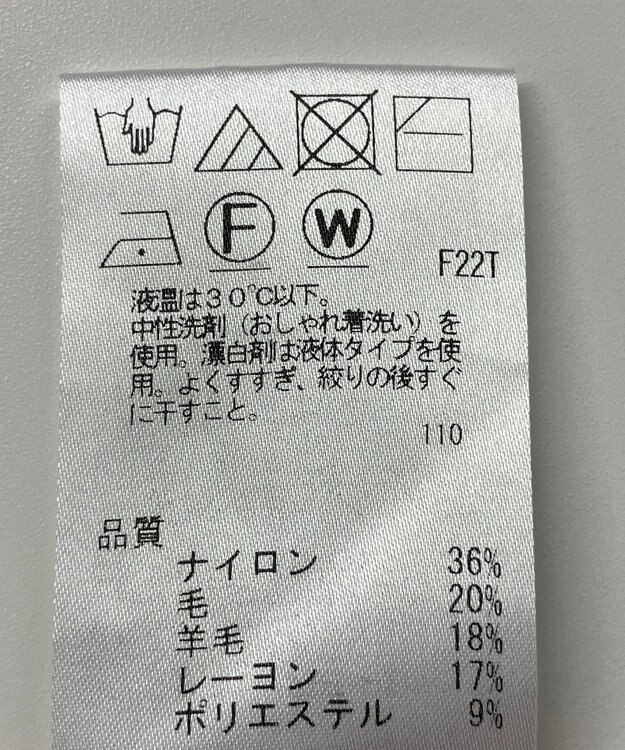 F W
F22T
液温は30℃以下。
中性洗剤（おしゃれ着洗い）を
使用。漂白剤は液体タイプを使
用。よくすすぎ、絞りの後すぐ
に干すこと。
110
品質
ナイロン 36%
毛 20%
羊毛 18%
レーヨン 17%
ポリエステル 9%